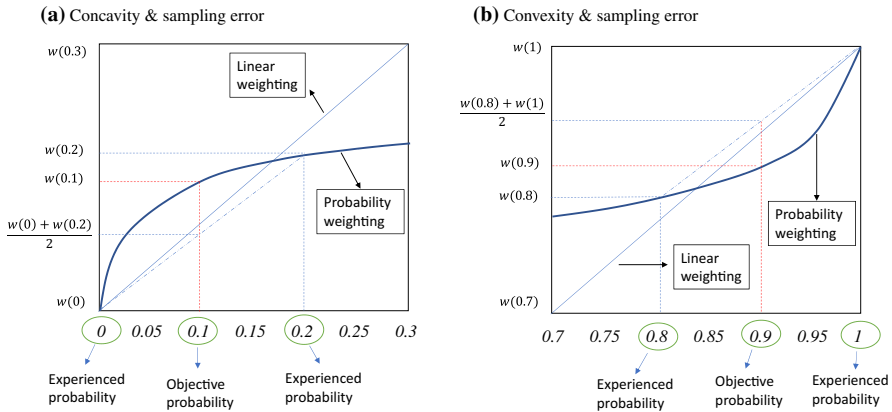 (a) Concavity & sampling error
w(0.3)
Linear
weighting
w(0.2)
w(0.1)
Probability
weighting
w(0) + w(0.2)
2
w(0)
0 0.05 0.1 0.15 0.2 0.25 0.3
Experienced
probability
Objective
probability
Experienced
probability
(b) Convexity & sampling error
w(1)
w(0.8) + w(1)
2
w(0.9)
w(0.8)
Probability
weighting
Linear
weighting
w(0.7)
0.7 0.75 0.8 0.85 0.9 0.95 1
Experienced
probability
Objective
probability
Experienced
probability